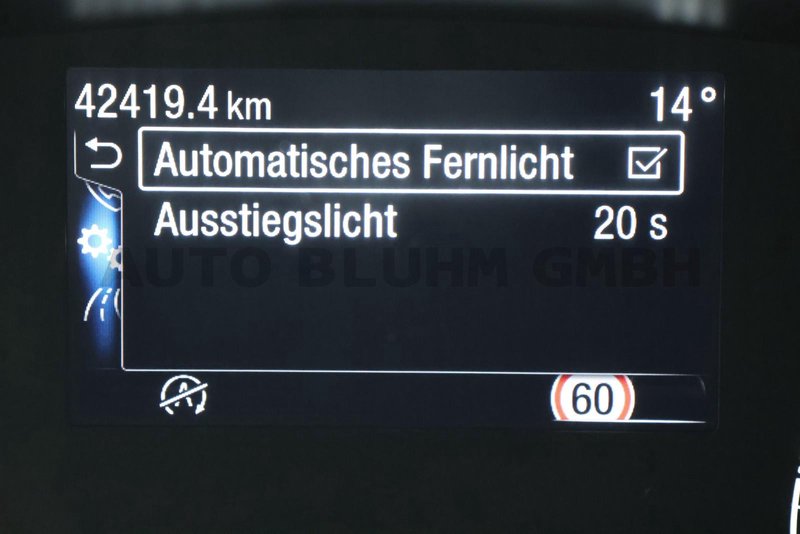 42419.4 km 14°
Automatisches Fernlicht
Ausstiegslicht 20 s
AUTO BLUHM GMBH
A
60